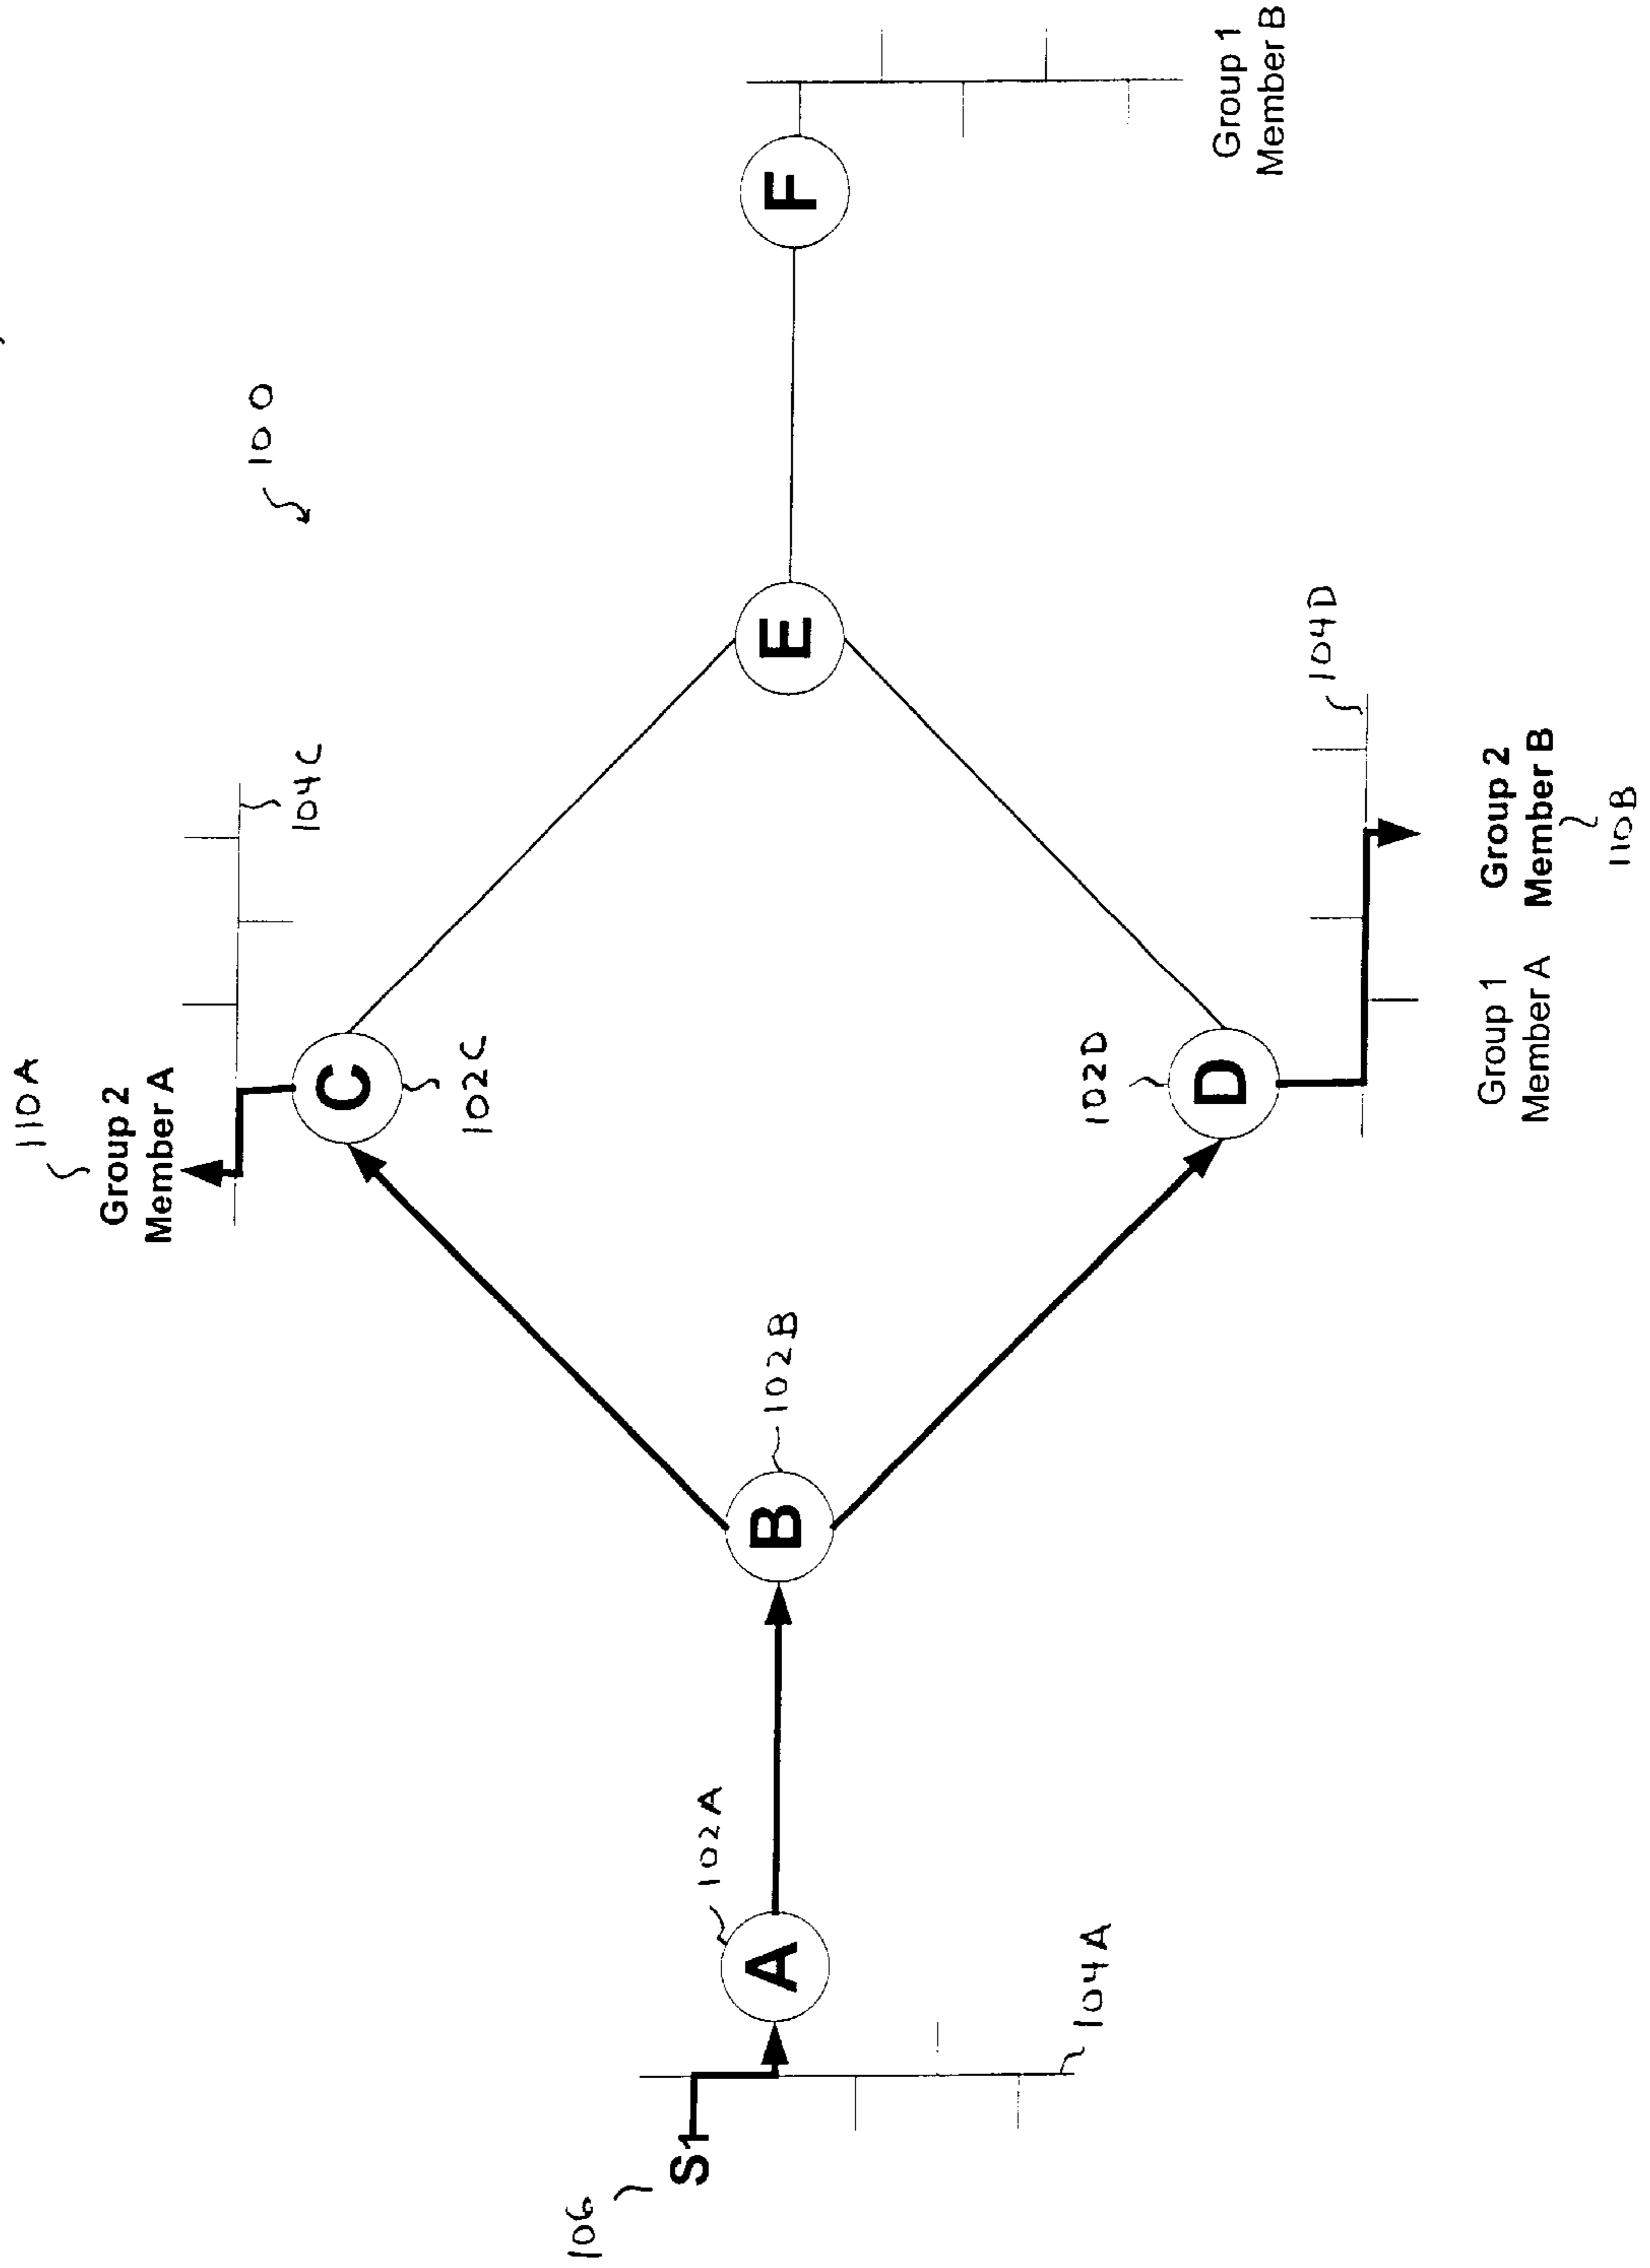 100
110A
Group 2
Member A
104C
C
102C
106
S1
A
102A
104A
B
102B
E
F
Group 1
Member B
102D
D
104D
Group 1
Member A
Group 2
Member B
110B